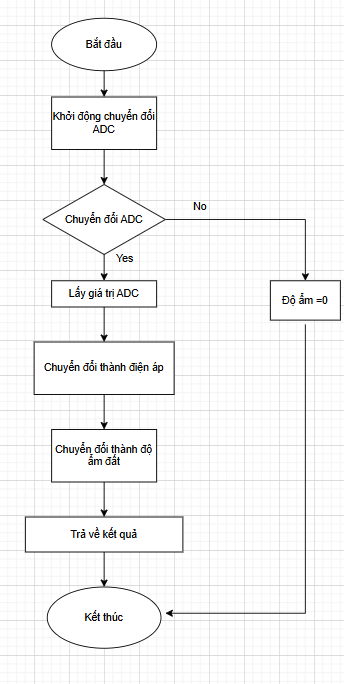 Bắt đầu
Khởi động chuyển đổi
ADC
Chuyển đổi ADC
No
Yes
Lấy giá trị ADC
Độ ẩm =0
Chuyển đổi thành điện áp
Chuyển đổi thành độ
ẩm đất
Trả về kết quả
Kết thúc